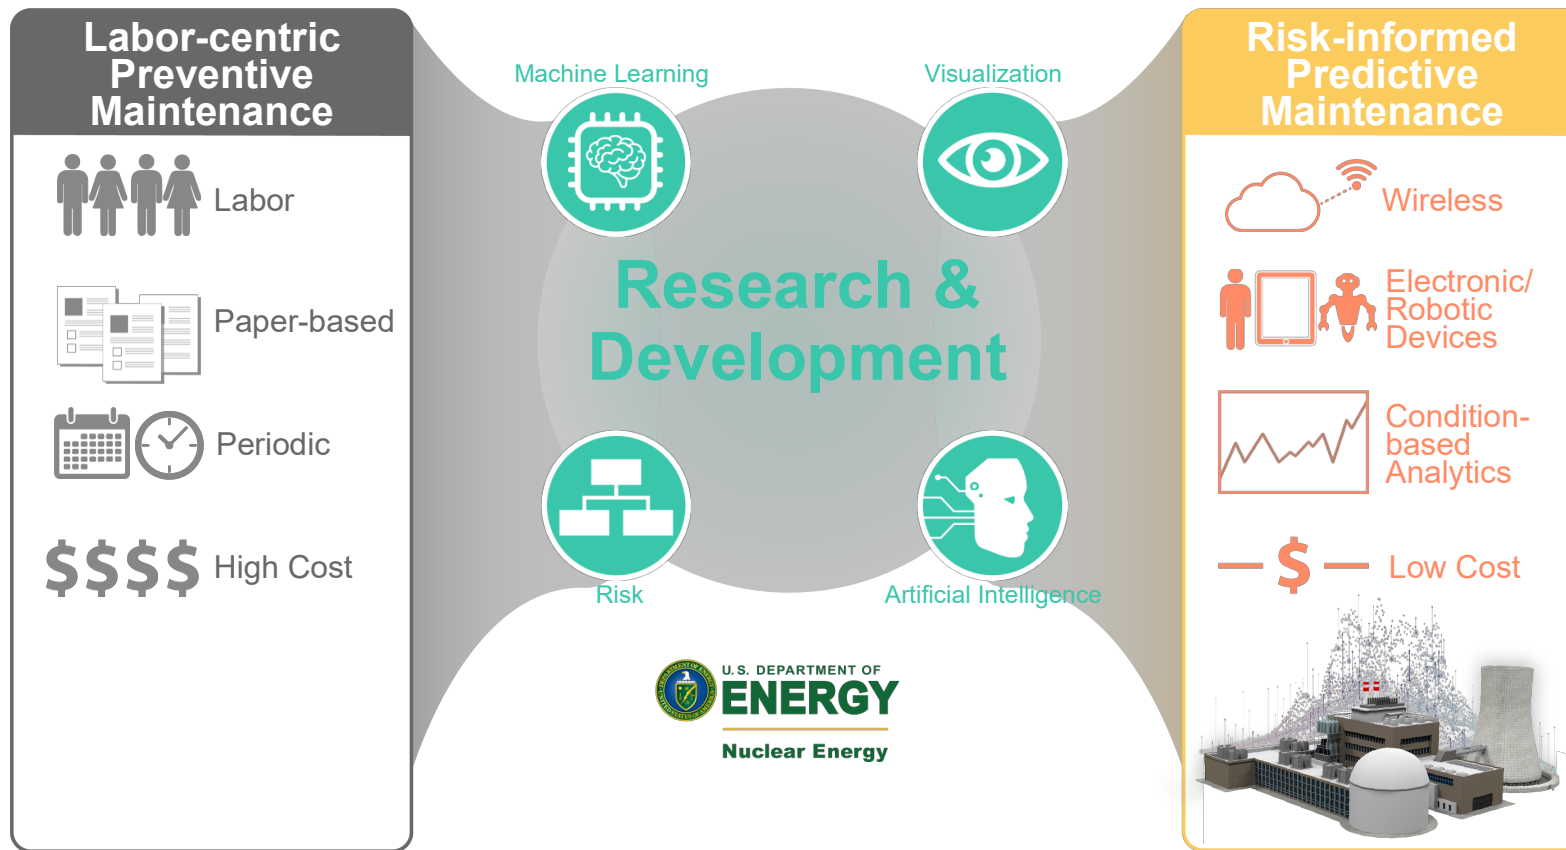 Labor-centric
Preventive
Maintenance
Labor
Paper-based
Periodic
$$$$ High Cost
Machine Learning
Visualization
Research &
Development
Risk
Artificial Intelligence
U.S. DEPARTMENT OF
ENERGY
Nuclear Energy
Risk-informed
Predictive
Maintenance
Wireless
Electronic/
Robotic
Devices
Condition-
based
Analytics
$ Low Cost